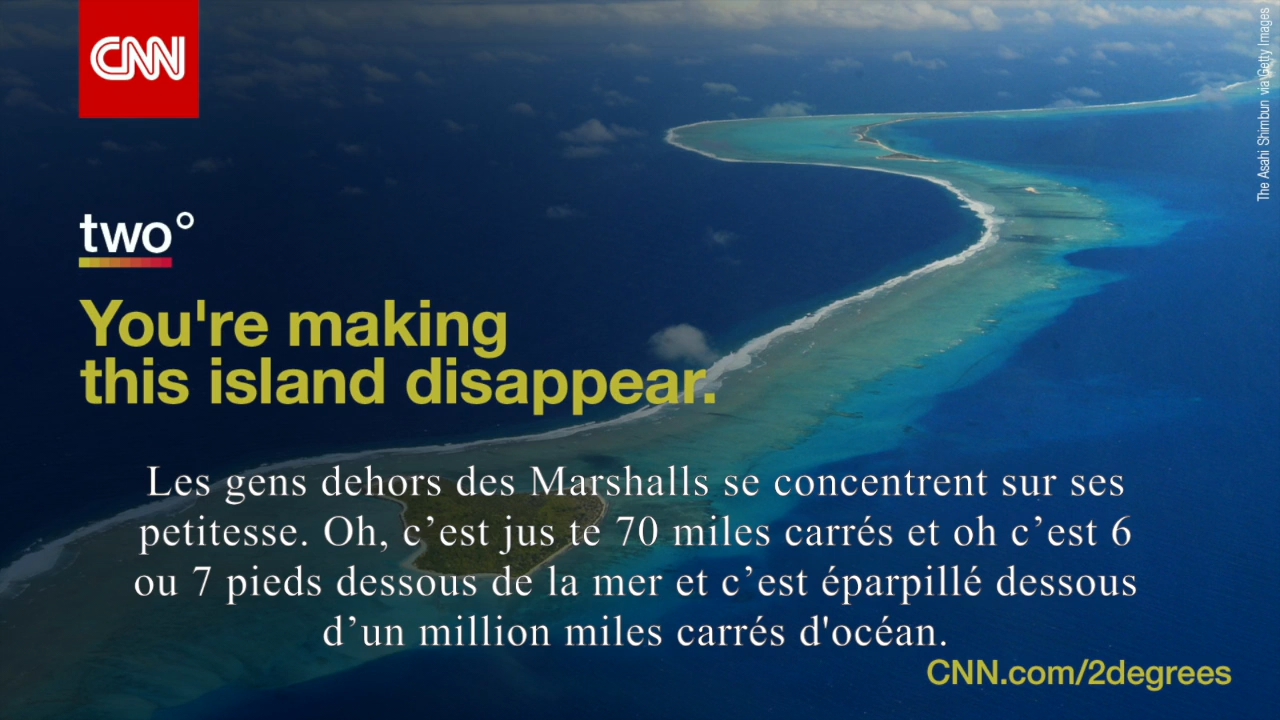 CNN
The Asahi Shimbun via Getty Images
two°
You're making
this island disappear.
Les gens dehors des Marshalls se concentrent sur ses
petitesse. Oh, c’est jus te 70 miles carrés et oh c’est 6
ou 7 pieds dessous de la mer et c’est éparpillé dessous
d’un million miles carrés d'océan.
CNN.com/2degrees